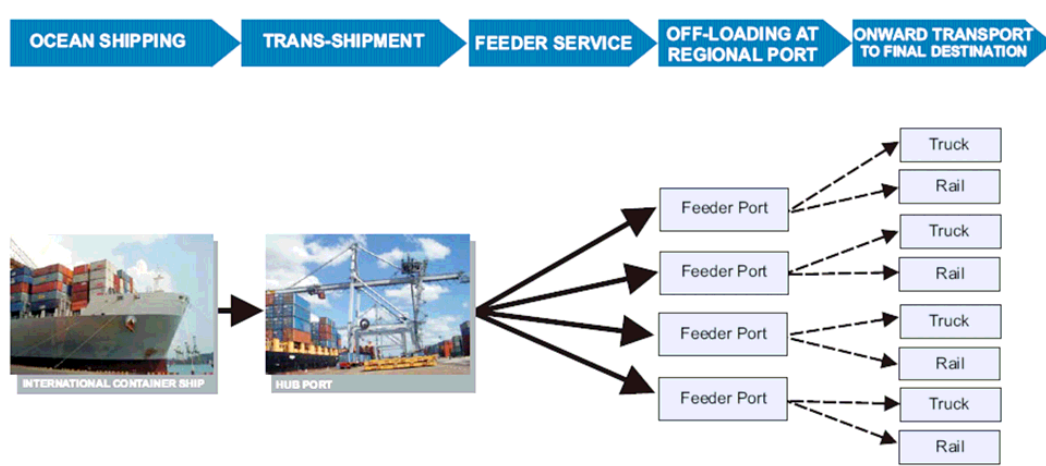 OCEAN SHIPPING
TRANS-SHIPMENT
FEEDER SERVICE
OFF-LOADING AT
REGIONAL PORT
ONWARD TRANSPORT
TO FINAL DESTINATION
INTERNATIONAL CONTAINER SHIP
HUB PORT
Feeder Port
Truck
Rail
Feeder Port
Truck
Rail
Feeder Port
Truck
Rail
Feeder Port
Truck
Rail